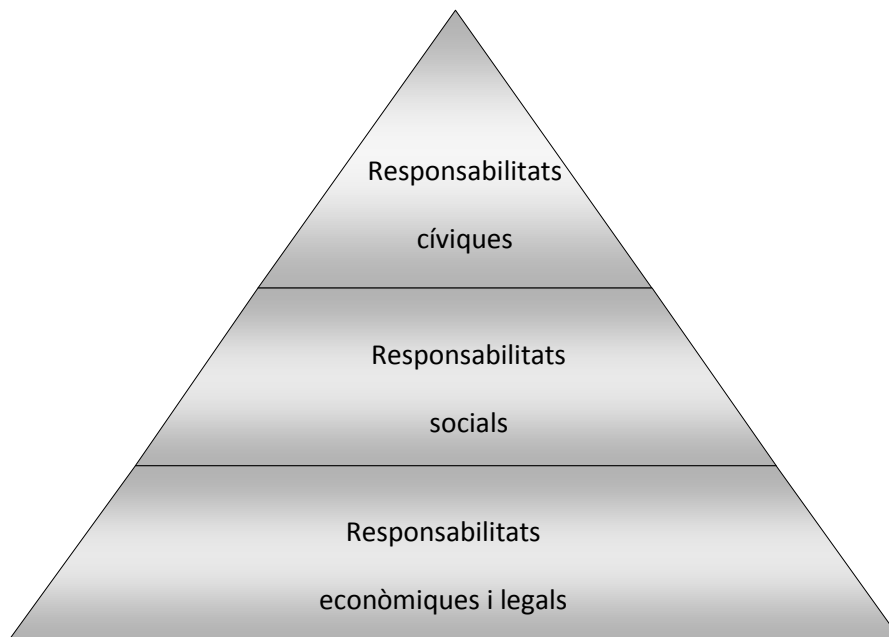 Responsabilitats
cíviques
Responsabilitats
socials
Responsabilitats
econòmiques i legals